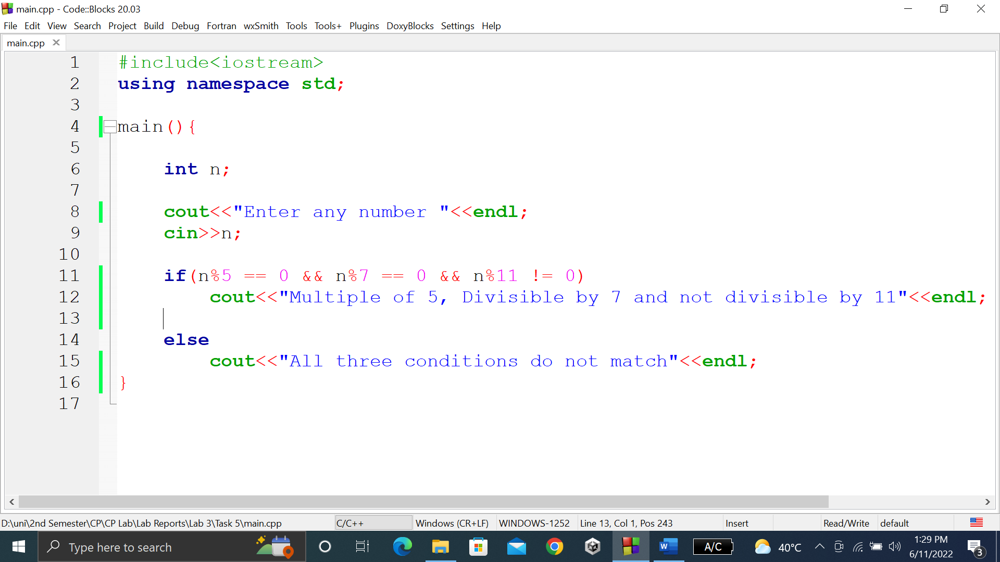 main.cpp - Code::Blocks 20.03
File Edit View Search Project Build Debug Fortran wxSmith Tools Tools+ Plugins DoxyBlocks Settings Help
main.cpp
1 #include<iostream>
2 using namespace std;
3
4 main(){
5
6 int n;
7
8 cout<<"Enter any number "<<endl;
9 cin>>n;
10
11 if(n%5 == 0 && n%7 == 0 && n%11 != 0)
12 cout<<"Multiple of 5, Divisible by 7 and not divisible by 11"<<endl;
13
14 else
15 cout<<"All three conditions do not match"<<endl;
16 }
17
D:\uni\2nd Semester\CP\CP Lab\Lab Reports\Lab 3\Task 5\main.cpp C/C++ Windows (CR+LF) WINDOWS-1252 Line 13, Col 1, Pos 243 Insert Read/Write default
Type here to search W A/C 40°C 1:29 PM
6/11/2022 3